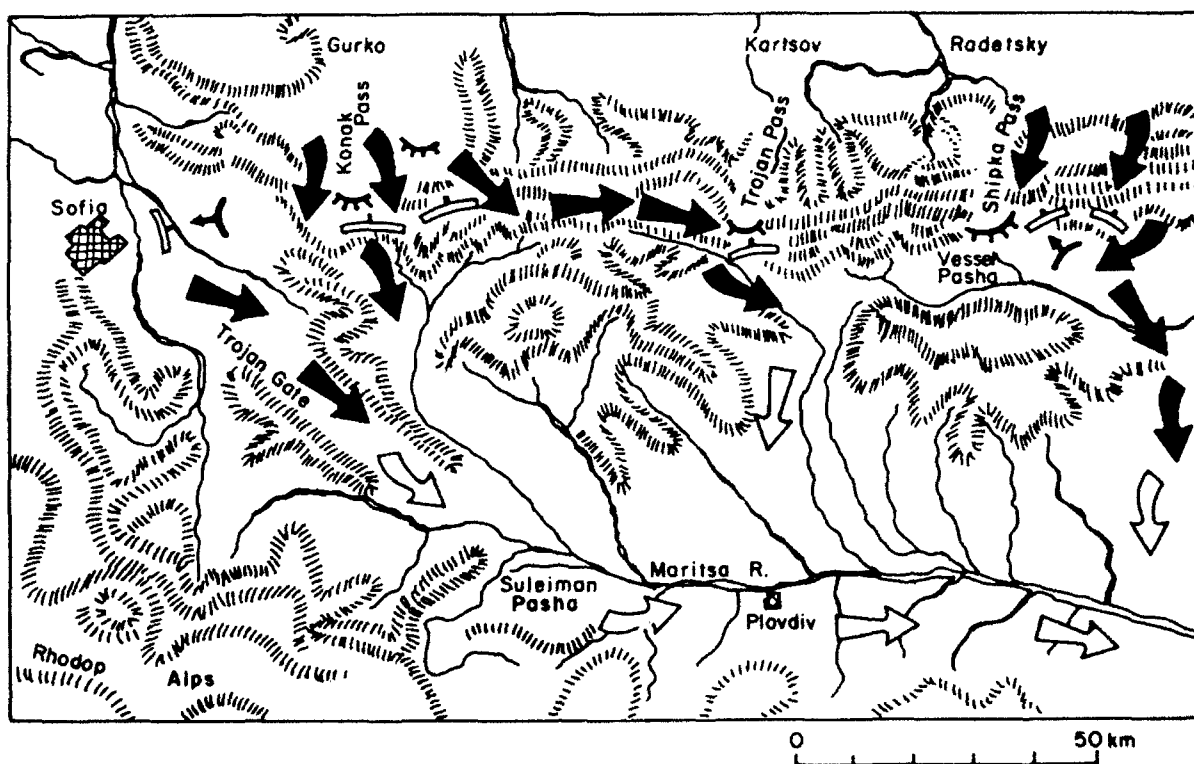 Gurko
Kartsov
Radetsky
Konak
Pass
Trojan Pass
Shipka Pass
Sofia
Vessel
Pasha
Trojan Gate
Maritsa R.
Suleiman
Pasha
Plovdiv
Rhodop
Alps
0
50 km